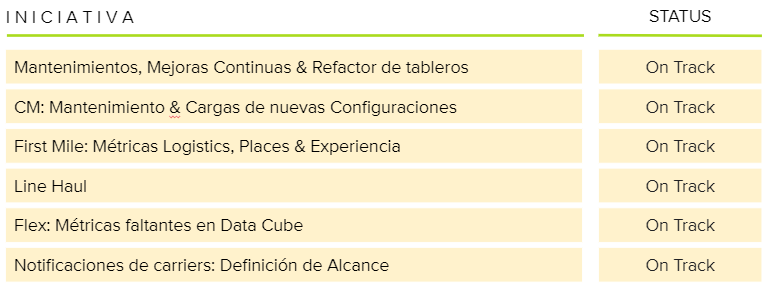 INICIATIVA STATUS
Mantenimientos, Mejoras Continuas & Refactor de tableros On Track
CM: Mantenimiento & Cargas de nuevas Configuraciones On Track
First Mile: Métricas Logistics, Places & Experiencia On Track
Line Haul On Track
Flex: Métricas faltantes en Data Cube On Track
Notificaciones de carriers: Definición de Alcance On Track